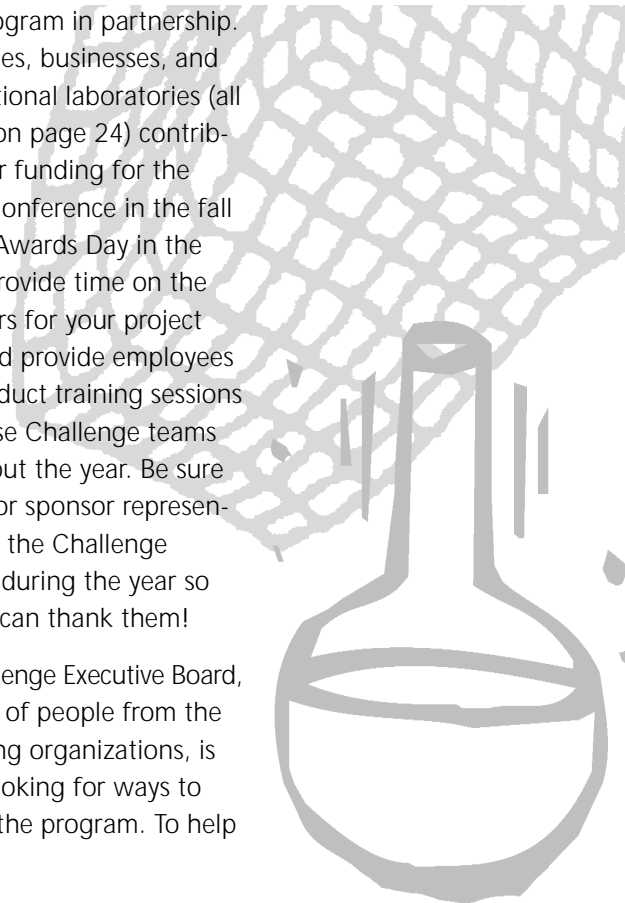 ogram in partnership.
es, businesses, and
tional laboratories (all
on page 24) contrib-
r funding for the
onference in the fall
Awards Day in the
rovide time on the
rs for your project
d provide employees
duct training sessions
se Challenge teams
out the year. Be sure
or sponsor represen-
the Challenge
during the year so
can thank them!
lenge Executive Board,
of people from the
ng organizations, is
oking for ways to
the program. To help